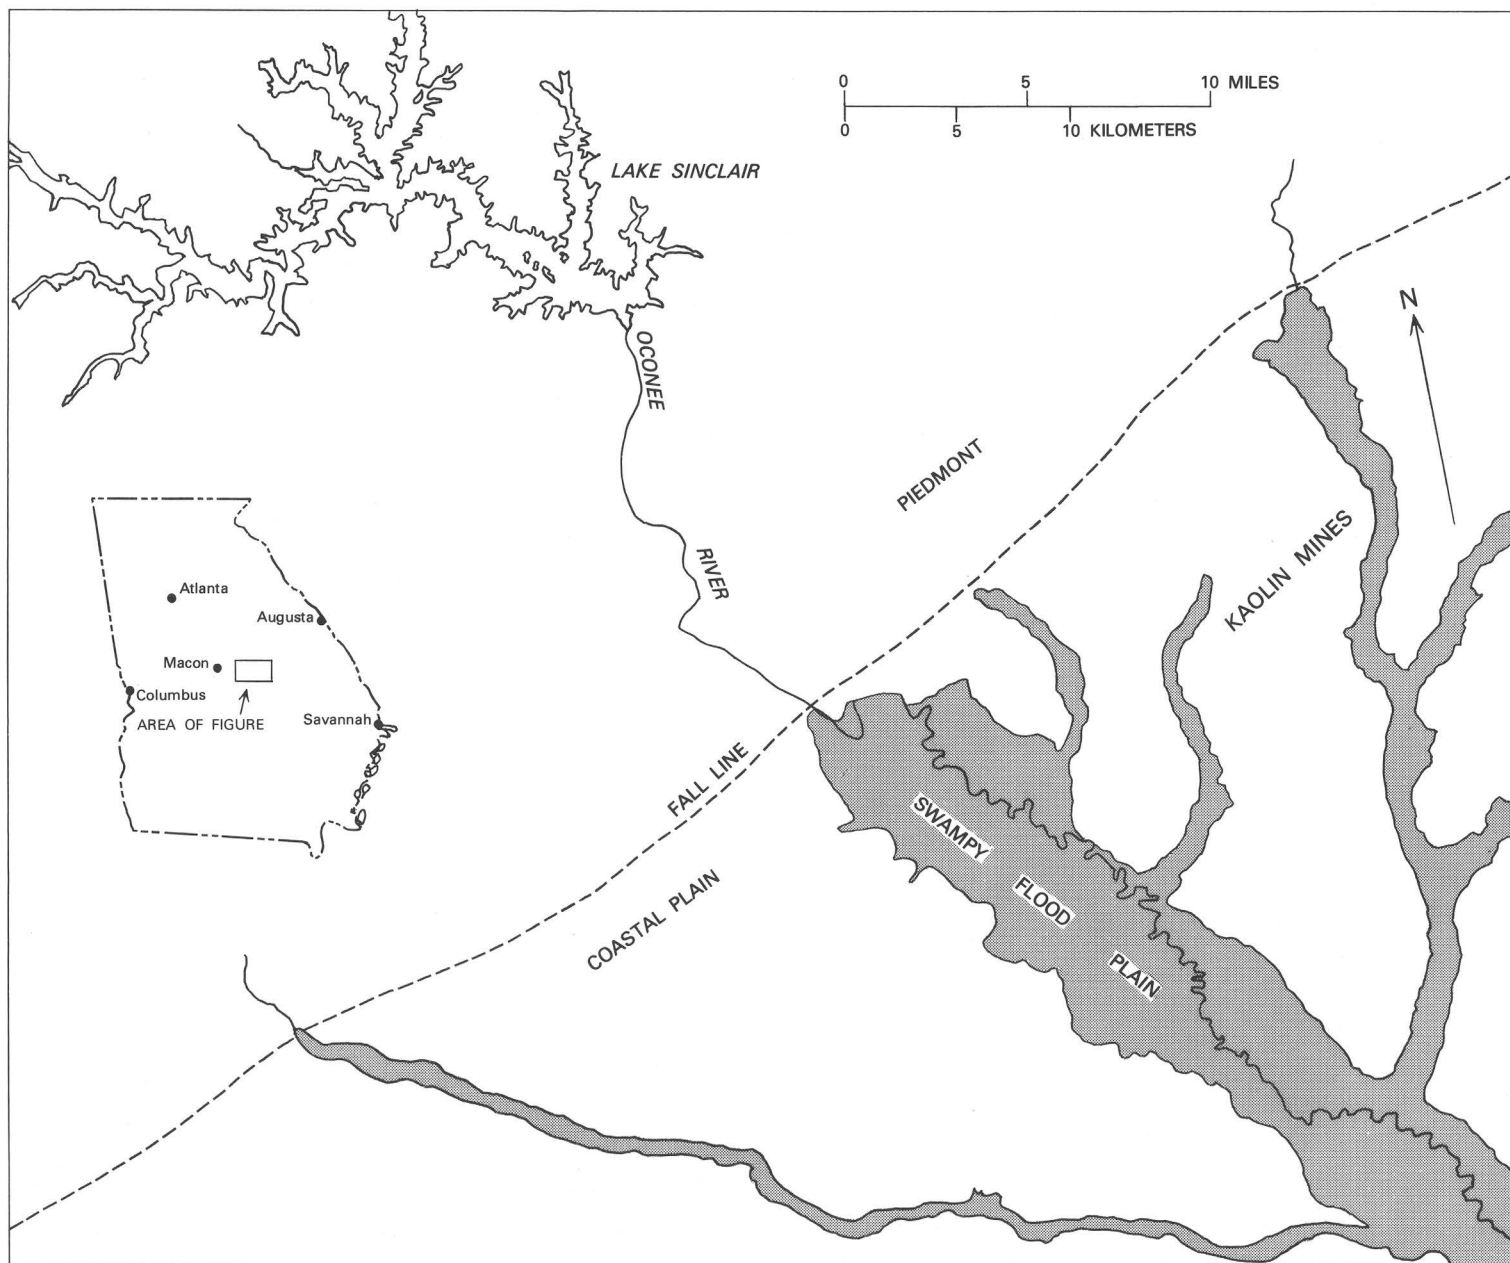 0 5 10 MILES
0 5 10 KILOMETERS
LAKE SINCLAIR
OCONEE
RIVER
N
PIEDMONT
KAOLIN MINES
FALL LINE
COASTAL PLAIN
SWAMPY
FLOOD
PLAIN
Atlanta
Augusta
Macon
Columbus
AREA OF FIGURE
Savannah